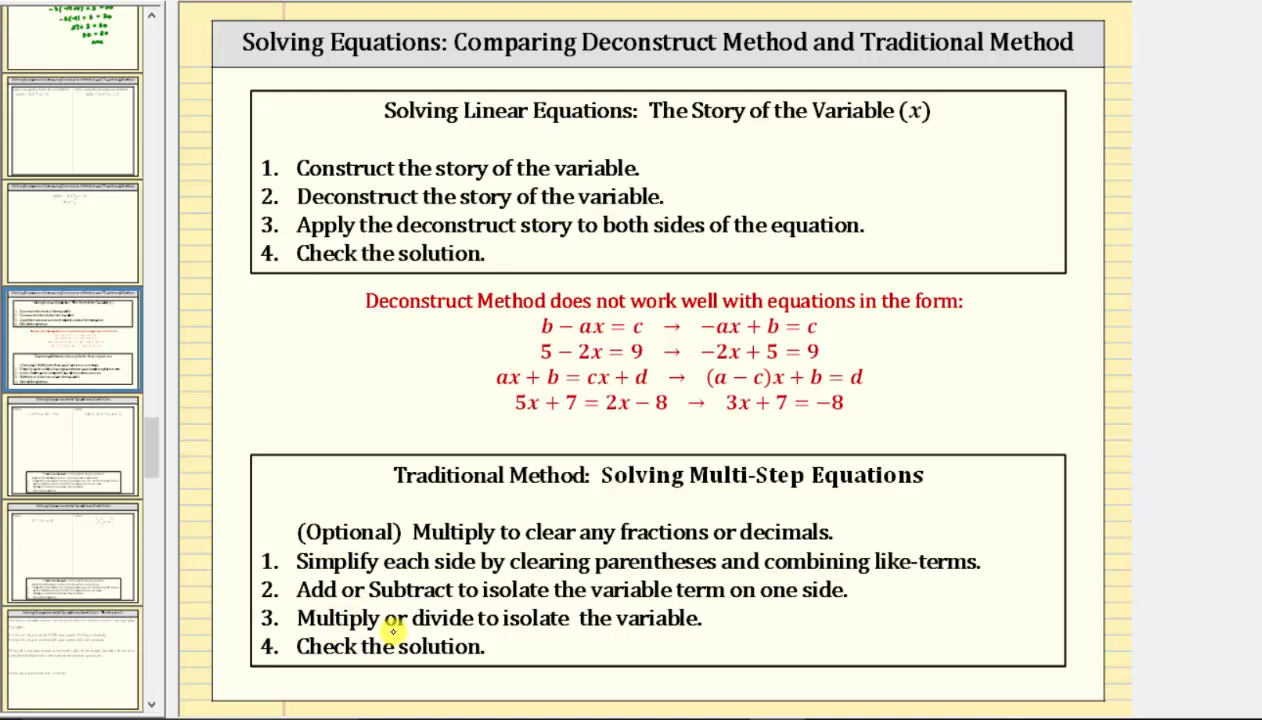 Solving Equations: Comparing Deconstruct Method and Traditional Method
Solving Linear Equations: The Story of the Variable (x)
1. Construct the story of the variable.
2. Deconstruct the story of the variable.
3. Apply the deconstruct story to both sides of the equation.
4. Check the solution.
Deconstruct Method does not work well with equations in the form:
b − ax = c → −ax + b = c
5 − 2x = 9 → −2x + 5 = 9
ax + b = cx + d → (a − c)x + b = d
5x + 7 = 2x − 8 → 3x + 7 = −8
Traditional Method: Solving Multi-Step Equations
(Optional) Multiply to clear any fractions or decimals.
1. Simplify each side by clearing parentheses and combining like-terms.
2. Add or Subtract to isolate the variable term on one side.
3. Multiply or divide to isolate the variable.
4. Check the solution.